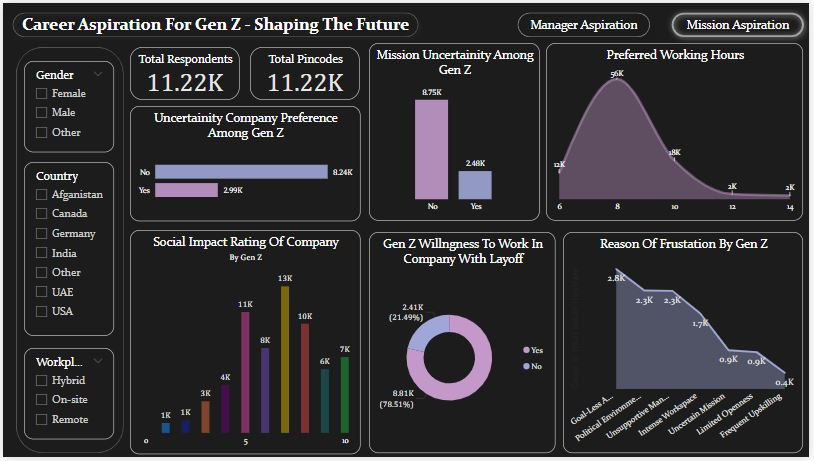 Career Aspiration For Gen Z - Shaping The Future
Manager Aspiration
Mission Aspiration
Gender
Female
Male
Other
Country
Afganistan
Canada
Germany
India
Other
UAE
USA
Workpl...
Hybrid
On-site
Remote
Total Respondents
11.22K
Total Pincodes
11.22K
Uncertainity Company Preference
Among Gen Z
No
8.24K
Yes
2.99K
Mission Uncertainity Among
Gen Z
8.75K
2.48K
No
Yes
Preferred Working Hours
12K
56K
18K
2K
2K
6
8
10
12
14
Social Impact Rating Of Company
By Gen Z
1K
1K
3K
4K
11K
8K
13K
10K
6K
7K
0
5
10
Gen Z Willngness To Work In
Company With Layoff
2.41K
(21.49%)
8.81K
(78.51%)
Yes
No
Reason Of Frustation By Gen Z
2.8K
2.3K
2.3K
1.7K
0.9K
0.9K
0.4K
Goal-Less A...
Political Environme...
Unsupportive Man...
Intense Workspace
Uncertain Mission
Limited Openness
Frequent Upskilling